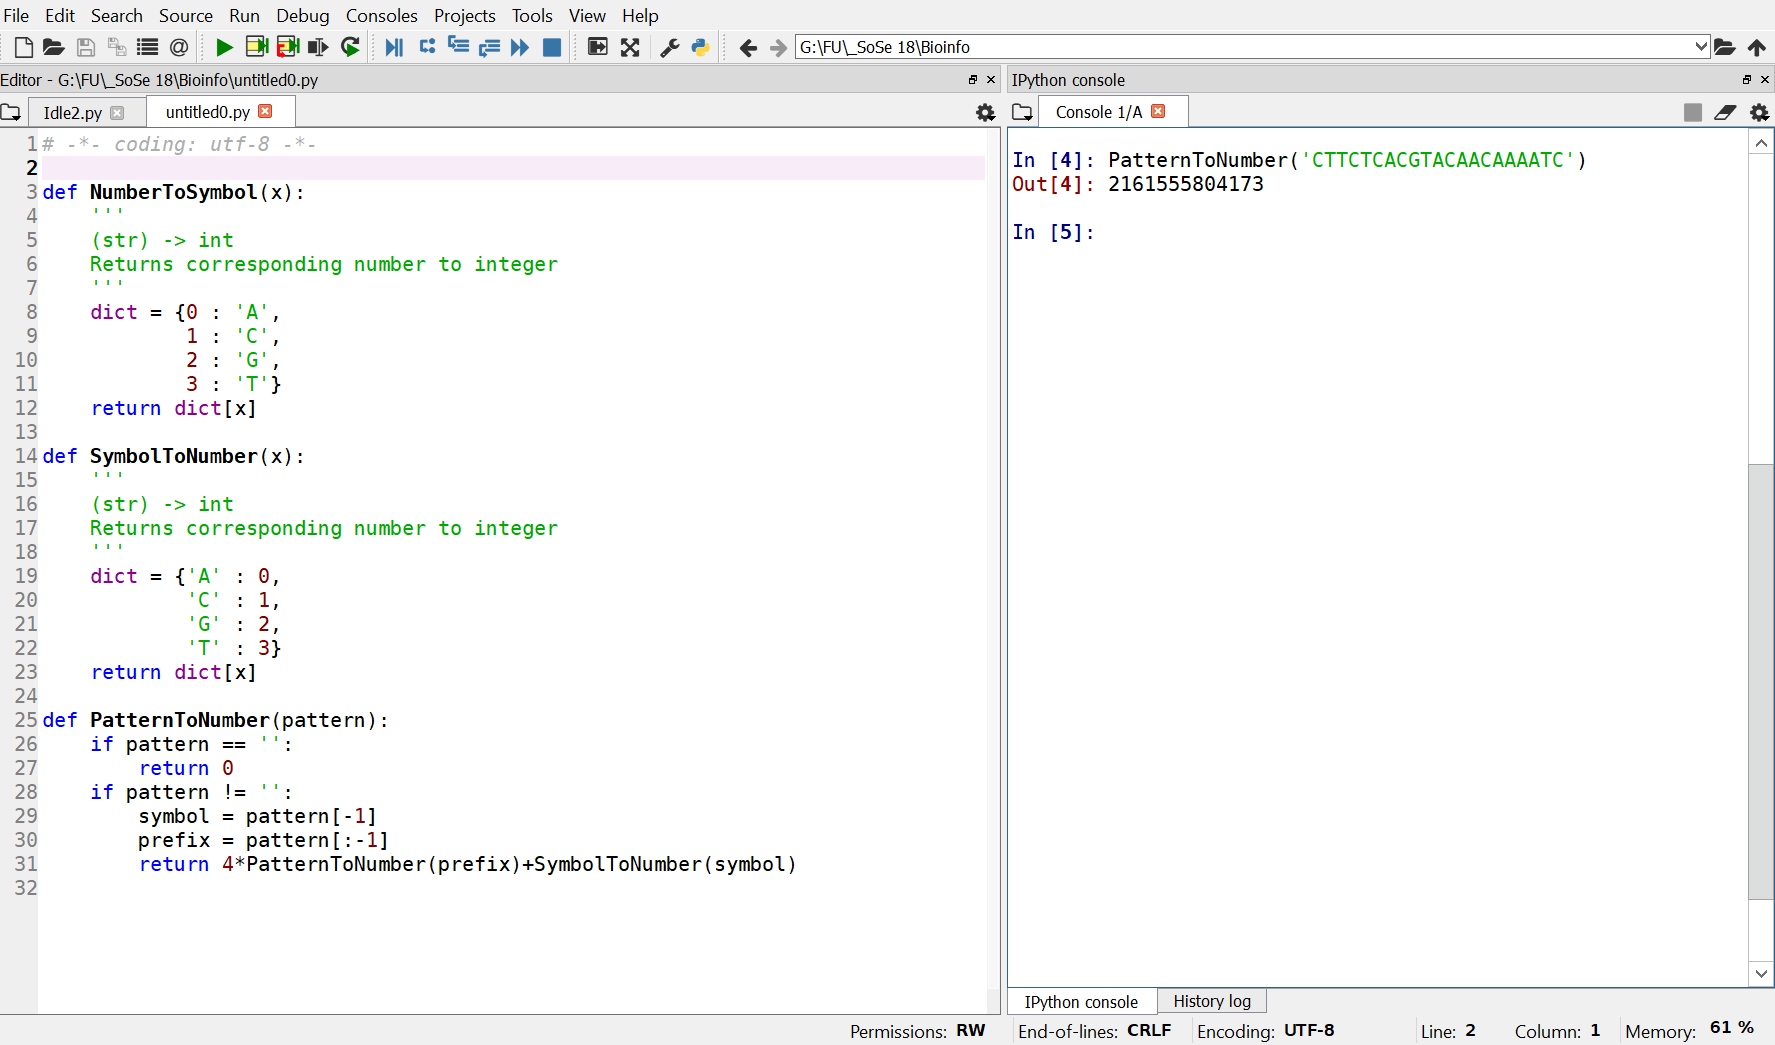 File Edit Search Source Run Debug Consoles Projects Tools View Help
G:\FU\_SoSe 18\Bioinfo
Editor - G:\FU\_SoSe 18\Bioinfo\untitled0.py
Idle2.py untitled0.py
1 # -*- coding: utf-8 -*-
2
3 def NumberToSymbol(x):
4     '''
5     (str) -> int
6     Returns corresponding number to integer
7     '''
8     dict = {0 : 'A',
9             1 : 'C',
10             2 : 'G',
11             3 : 'T'}
12     return dict[x]
13
14 def SymbolToNumber(x):
15     '''
16     (str) -> int
17     Returns corresponding number to integer
18     '''
19     dict = {'A' : 0,
20             'C' : 1,
21             'G' : 2,
22             'T' : 3}
23     return dict[x]
24
25 def PatternToNumber(pattern):
26     if pattern == '':
27         return 0
28     if pattern != '':
29         symbol = pattern[-1]
30         prefix = pattern[:-1]
31         return 4*PatternToNumber(prefix)+SymbolToNumber(symbol)
32
IPython console
Console 1/A
In [4]: PatternToNumber('CTTCTCACGTACAACAAAATC')
Out[4]: 2161555804173
In [5]:
IPython console History log
Permissions: RW End-of-lines: CRLF Encoding: UTF-8 Line: 2 Column: 1 Memory: 61 %